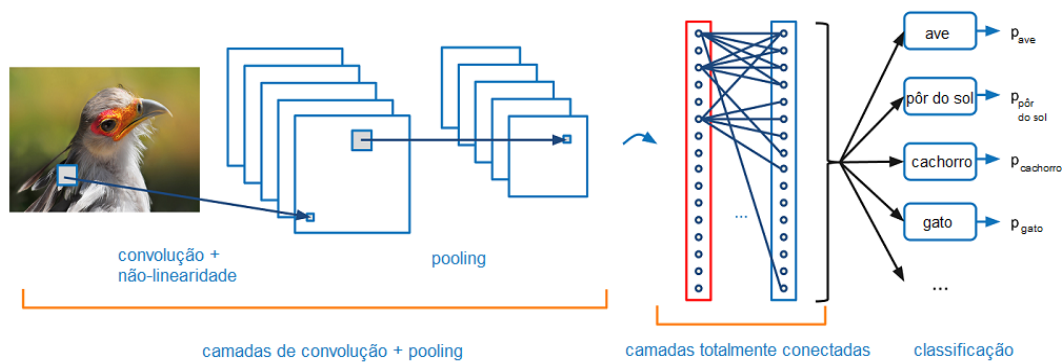 ave
p ave
pôr do sol
p pôr
do sol
cachorro
p cachorro
gato
p gato
...
...
convolução +
não-linearidade
pooling
camadas de convolução + pooling
camadas totalmente conectadas
classificação